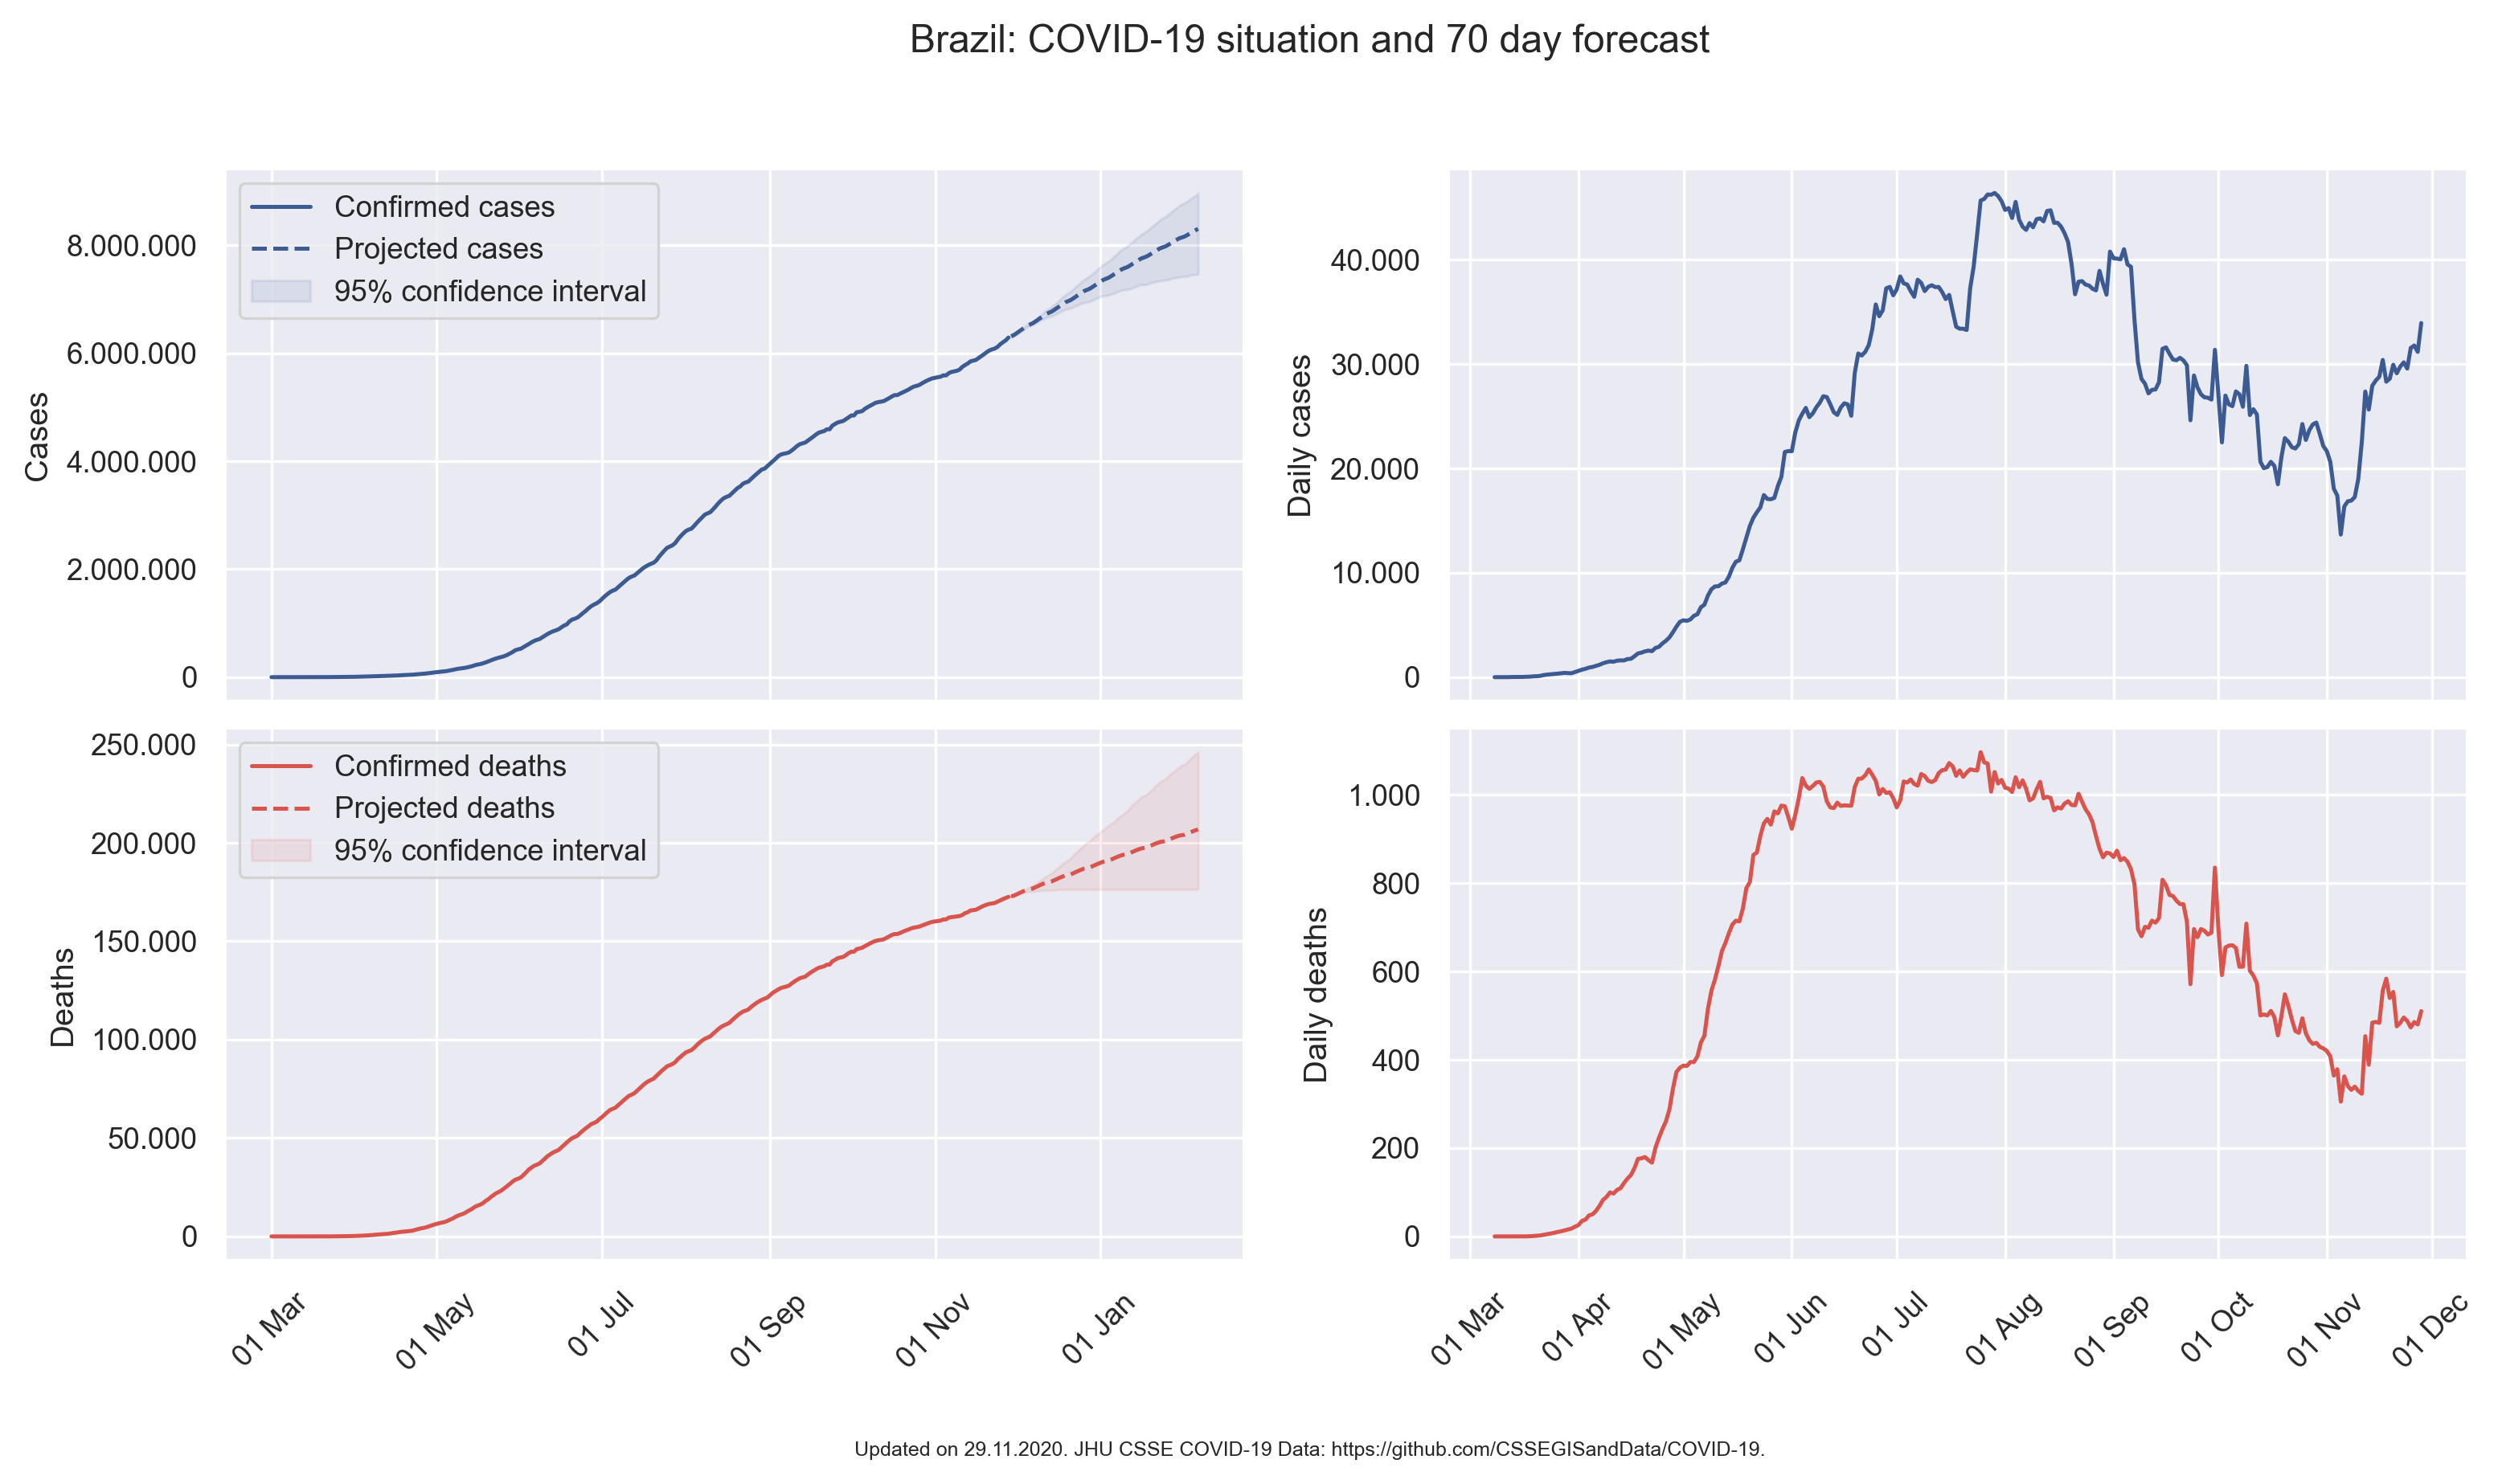 Brazil: COVID-19 situation and 70 day forecast
Confirmed cases
Projected cases
95% confidence interval
8.000.000
6.000.000
4.000.000
2.000.000
0
Cases
40.000
30.000
20.000
10.000
0
Daily cases
Confirmed deaths
Projected deaths
95% confidence interval
250.000
200.000
150.000
100.000
50.000
0
Deaths
01 Mar
01 May
01 Jul
01 Sep
01 Nov
01 Jan
1.000
800
600
400
200
0
Daily deaths
01 Mar
01 Apr
01 May
01 Jun
01 Jul
01 Aug
01 Sep
01 Oct
01 Nov
01 Dec
Updated on 29.11.2020. JHU CSSE COVID-19 Data: https://github.com/CSSEGISandData/COVID-19.